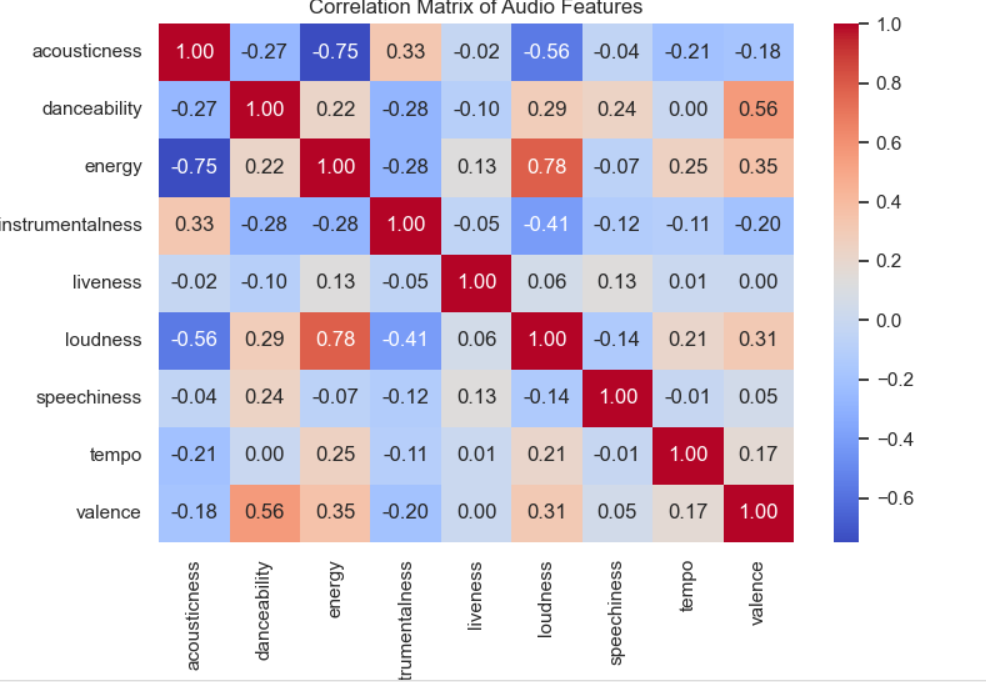 Correlation Matrix of Audio Features
acousticness 1.00 -0.27 -0.75 0.33 -0.02 -0.56 -0.04 -0.21 -0.18
danceability -0.27 1.00 0.22 -0.28 -0.10 0.29 0.24 0.00 0.56
energy -0.75 0.22 1.00 -0.28 0.13 0.78 -0.07 0.25 0.35
instrumentalness 0.33 -0.28 -0.28 1.00 -0.05 -0.41 -0.12 -0.11 -0.20
liveness -0.02 -0.10 0.13 -0.05 1.00 0.06 0.13 0.01 0.00
loudness -0.56 0.29 0.78 -0.41 0.06 1.00 -0.14 0.21 0.31
speechiness -0.04 0.24 -0.07 -0.12 0.13 -0.14 1.00 -0.01 0.05
tempo -0.21 0.00 0.25 -0.11 0.01 0.21 -0.01 1.00 0.17
valence -0.18 0.56 0.35 -0.20 0.00 0.31 0.05 0.17 1.00
acousticness
danceability
energy
trumentalness
liveness
loudness
speechiness
tempo
valence
1.0
0.8
0.6
0.4
0.2
0.0
−0.2
−0.4
−0.6